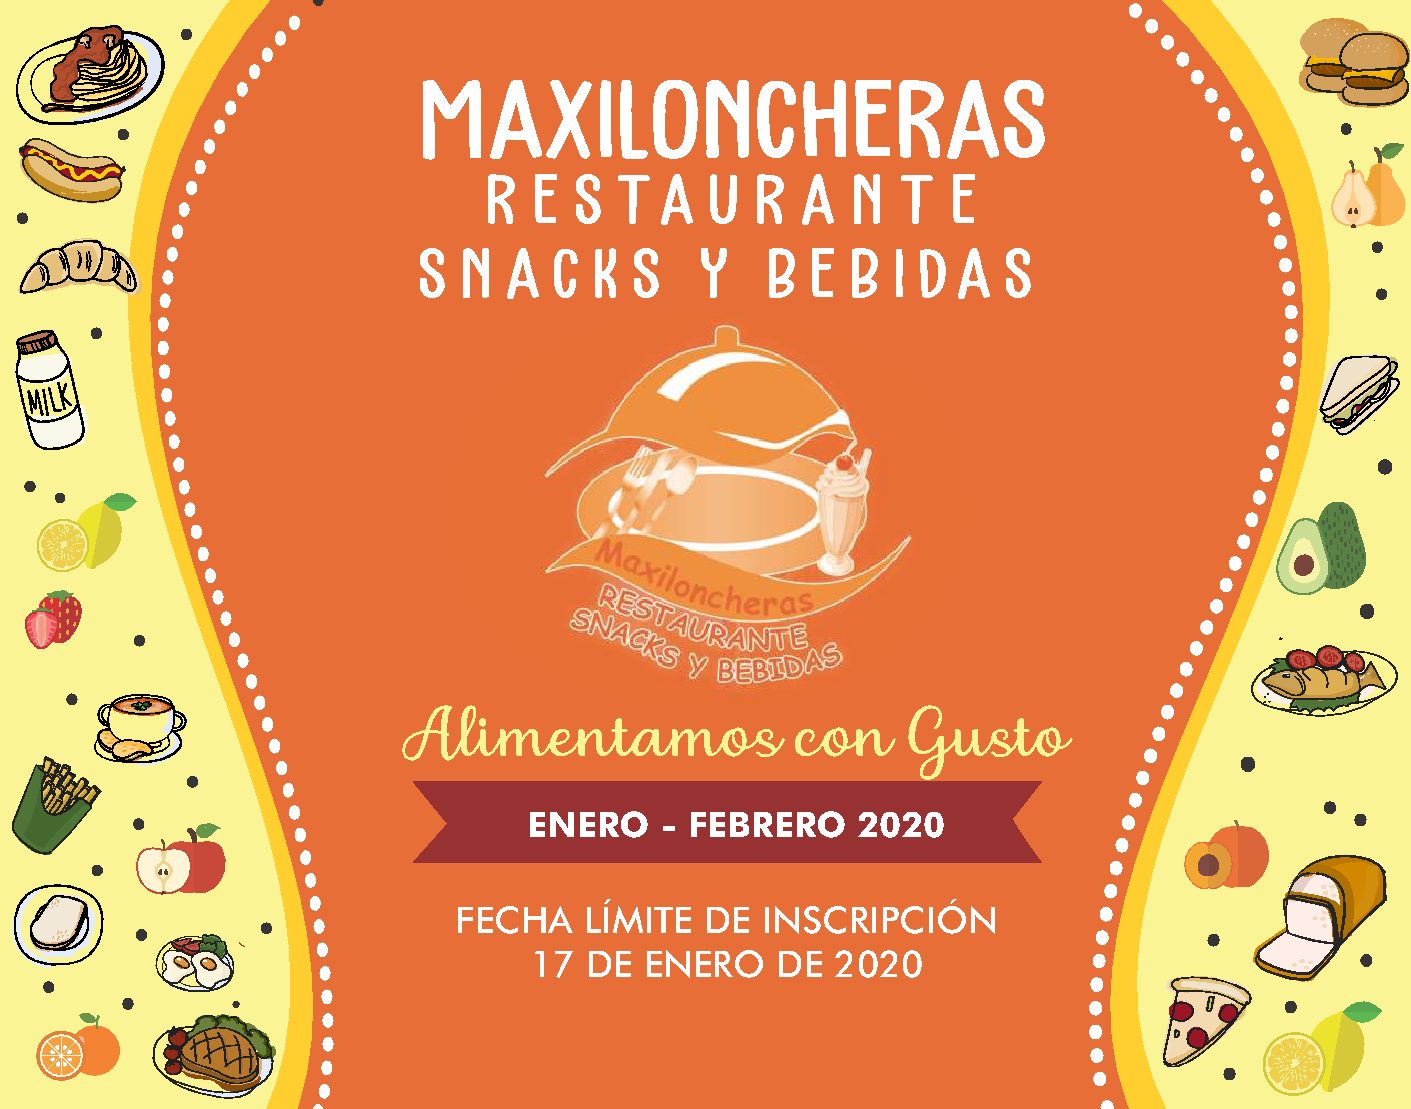 MAXILONCHERAS
RESTAURANTE
SNACKS Y BEBIDAS
MILK
Maxiloncheras
RESTAURANTE
SNACKS Y BEBIDAS
Alimentamos con Gusto
ENERO - FEBRERO 2020
FECHA LÍMITE DE INSCRIPCIÓN
17 DE ENERO DE 2020